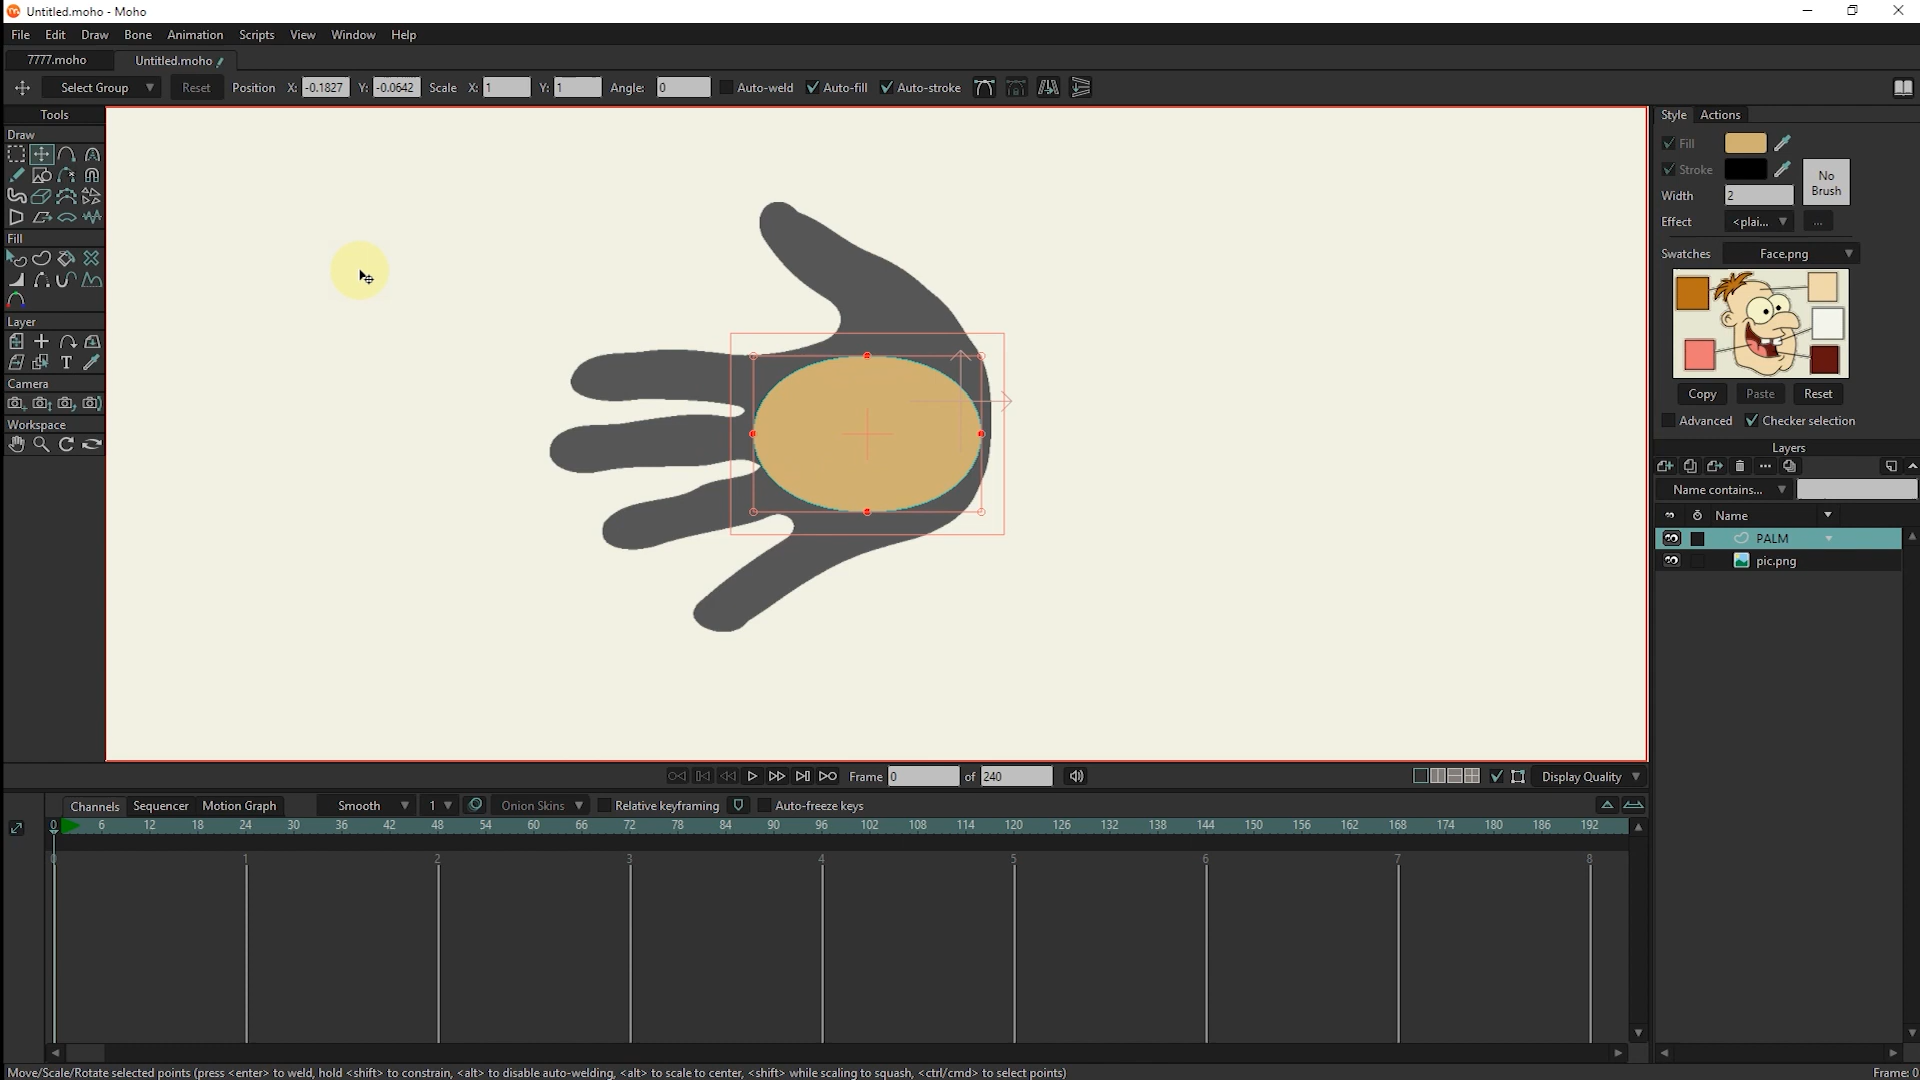 Untitled.moho - Moho
File Edit Draw Bone Animation Scripts View Window Help
7777.moho Untitled.moho
Select Group Reset Position X: -0.1827 Y: -0.0642 Scale X: 1 Y: 1 Angle: 0 Auto-weld Auto-fill Auto-stroke
Tools
Draw
Fill
Layer
Camera
Workspace
Style Actions
Fill
Stroke
No
Brush
Width 2
Effect <plai... ...
Swatches Face.png
Copy Paste Reset
Advanced Checker selection
Layers
Name contains...
Name
PALM
pic.png
Frame 0 of 240 Display Quality
Channels Sequencer Motion Graph Smooth 1 Onion Skins Relative keyframing Auto-freeze keys
0 6 12 18 24 30 36 42 48 54 60 66 72 78 84 90 96 102 108 114 120 126 132 138 144 150 156 162 168 174 180 186 192
0 1 2 3 4 5 6 7 8
Move/Scale/Rotate selected points (press <enter> to weld, hold <shift> to constrain, <alt> to disable auto-welding, <alt> to scale to center, <shift> while scaling to squash, <ctrl/cmd> to select points) Frame: 0